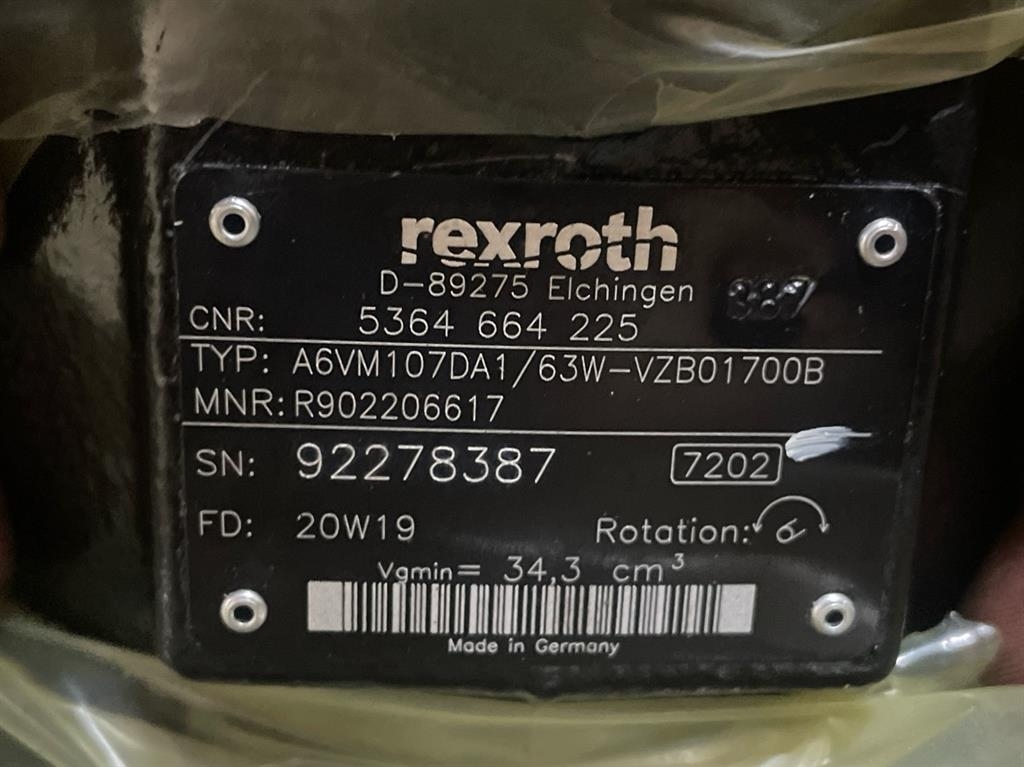 rexroth
D-89275 Elchingen
387
CNR: 5364 664 225
TYP: A6VM107DA1/63W-VZB01700B
MNR: R902206617
SN: 92278387 7202
FD: 20W19 Rotation:
Vgmin= 34,3 cm³
Made in Germany